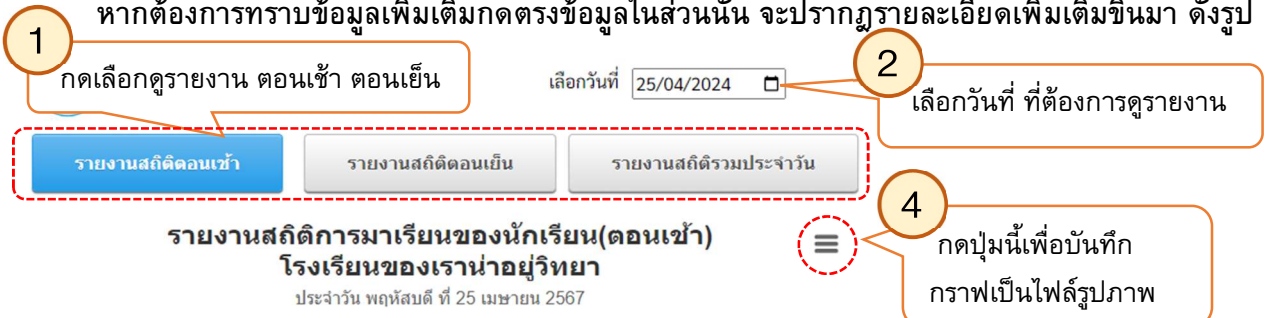 หากต้องการทราบข้อมูลเพิ่มเติมกดตรงข้อมูลในส่วนนั้น จะปรากฏรายละเอียดเพิ่มเติมขึ้นมา ดังรูป
1
กดเลือกดูรายงาน ตอนเช้า ตอนเย็น
เลือกวันที่ 25/04/2024
2
เลือกวันที่ ที่ต้องการดูรายงาน
รายงานสถิติตอนเช้า
รายงานสถิติตอนเย็น
รายงานสถิติรวมประจำวัน
รายงานสถิติการมาเรียนของนักเรียน(ตอนเช้า)
โรงเรียนของเราน่าอยู่วิทยา
ประจำวัน พฤหัสบดี ที่ 25 เมษายน 2567
4
กดปุ่มนี้เพื่อบันทึก
กราฟเป็นไฟล์รูปภาพ